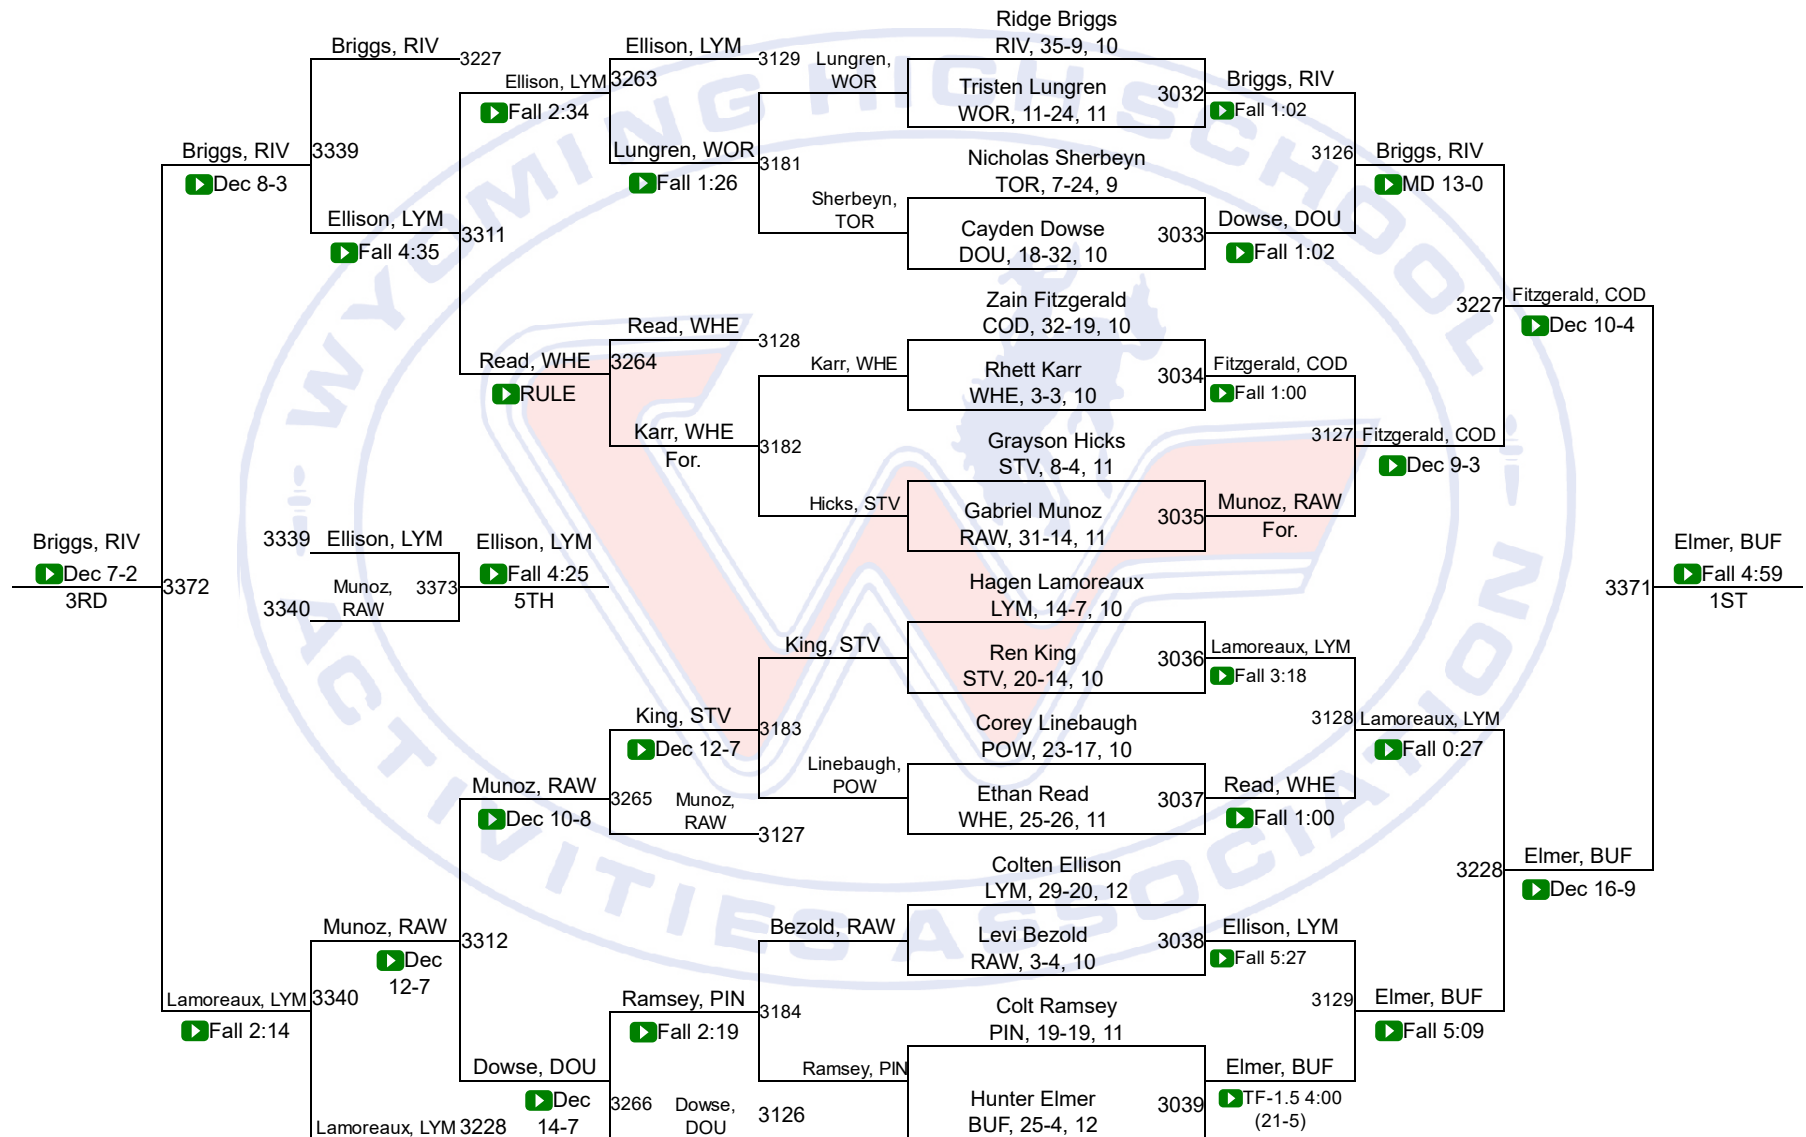 Ridge Briggs
RIV, 35-9, 10
Tristen Lungren
WOR, 11-24, 11
3032
Nicholas Sherbeyn
TOR, 7-24, 9
Cayden Dowse
DOU, 18-32, 10
3033
Zain Fitzgerald
COD, 32-19, 10
Rhett Karr
WHE, 3-3, 10
3034
Grayson Hicks
STV, 8-4, 11
Gabriel Munoz
RAW, 31-14, 11
3035
Hagen Lamoreaux
LYM, 14-7, 10
Ren King
STV, 20-14, 10
3036
Corey Linebaugh
POW, 23-17, 10
Ethan Read
WHE, 25-26, 11
3037
Colten Ellison
LYM, 29-20, 12
Levi Bezold
RAW, 3-4, 10
3038
Colt Ramsey
PIN, 19-19, 11
Hunter Elmer
BUF, 25-4, 12
3039
Briggs, RIV
Fall 1:02
3126
Dowse, DOU
Fall 1:02
Fitzgerald, COD
Fall 1:00
3127
Munoz, RAW
For.
Lamoreaux, LYM
Fall 3:18
3128
Read, WHE
Fall 1:00
Ellison, LYM
Fall 5:27
3129
Elmer, BUF
TF-1.5 4:00
(21-5)
Briggs, RIV
MD 13-0
3227
Fitzgerald, COD
Dec 9-3
Lamoreaux, LYM
Fall 0:27
3228
Elmer, BUF
Fall 5:09
Fitzgerald, COD
Dec 10-4
3371
Elmer, BUF
Dec 16-9
Elmer, BUF
Fall 4:59
1ST
Lungren,
WOR
3181
Sherbeyn,
TOR
Karr, WHE
3182
Hicks, STV
King, STV
3183
Linebaugh,
POW
Bezold, RAW
3184
Ramsey, PIN
Ellison, LYM
3129
3263
Lungren, WOR
Fall 1:26
Read, WHE
3128
3264
Karr, WHE
For.
King, STV
Dec 12-7
3265
Munoz,
RAW
3127
Ramsey, PIN
Fall 2:19
3266
Dowse,
DOU
3126
Ellison, LYM
Fall 2:34
3311
Read, WHE
RULE
Munoz, RAW
Dec 10-8
3312
Dowse, DOU
Dec
14-7
Briggs, RIV
3227
3339
Ellison, LYM
Fall 4:35
Munoz, RAW
Dec
12-7
3340
Lamoreaux, LYM
3228
Briggs, RIV
Dec 8-3
3372
Lamoreaux, LYM
Fall 2:14
Briggs, RIV
Dec 7-2
3RD
3339
Ellison, LYM
3340
Munoz,
RAW
3373
Ellison, LYM
Fall 4:25
5TH
WYOMING HIGH SCHOOL
ACTIVITIES ASSOCIATION
W